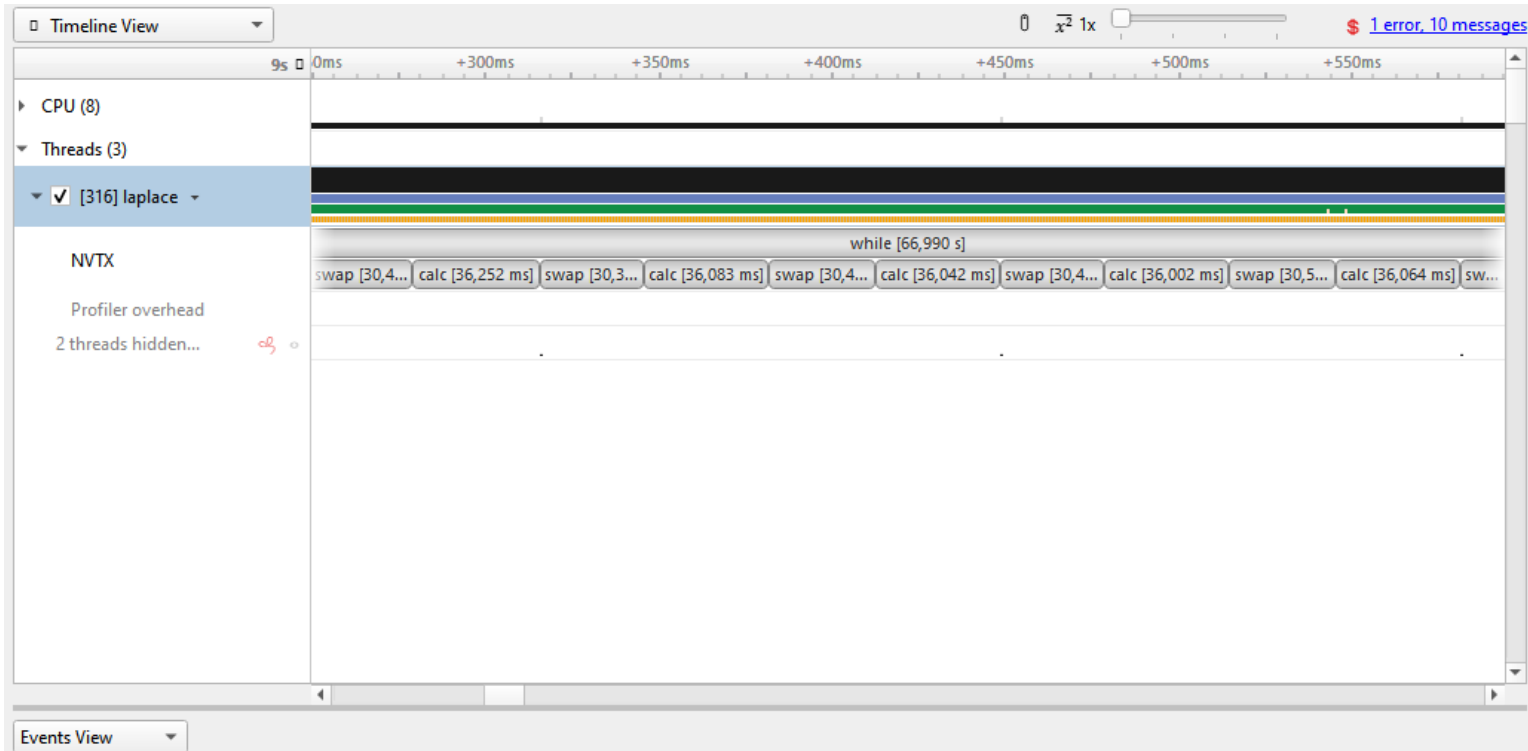 Timeline View 1x 1 error, 10 messages
9s 0ms +300ms +350ms +400ms +450ms +500ms +550ms
CPU (8)
Threads (3)
[316] laplace
while [66,990 s]
NVTX
swap [30,4... calc [36,252 ms] swap [30,3... calc [36,083 ms] swap [30,4... calc [36,042 ms] swap [30,4... calc [36,002 ms] swap [30,5... calc [36,064 ms] sw...
Profiler overhead
2 threads hidden...
Events View